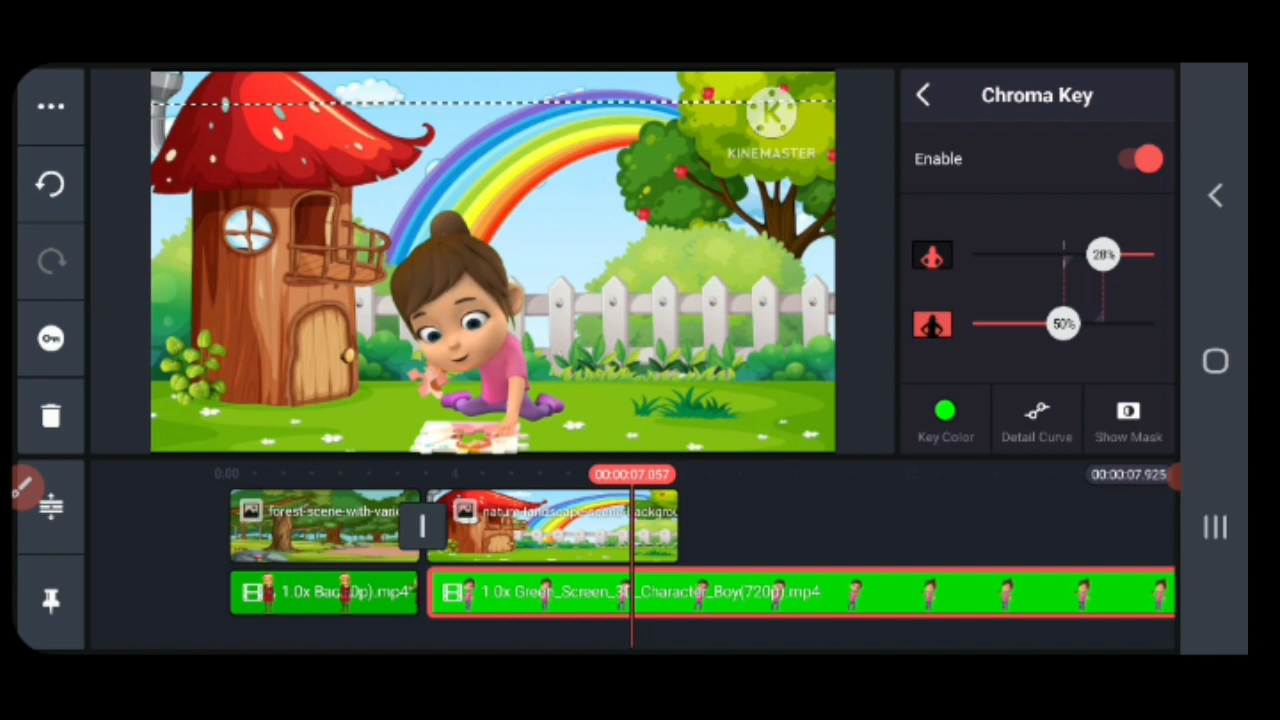 Chroma Key
Enable
K
KINEMASTER
28%
50%
Key Color
Detail Curve
Show Mask
0:00
4
00:00:07.057
00:00:07.925
forest-scene-with-vari
nature-landscape-scene-backgrou
1.0x Bac 0p).mp4
1.0x Green_Screen_3D_Character_Boy(720p).mp4